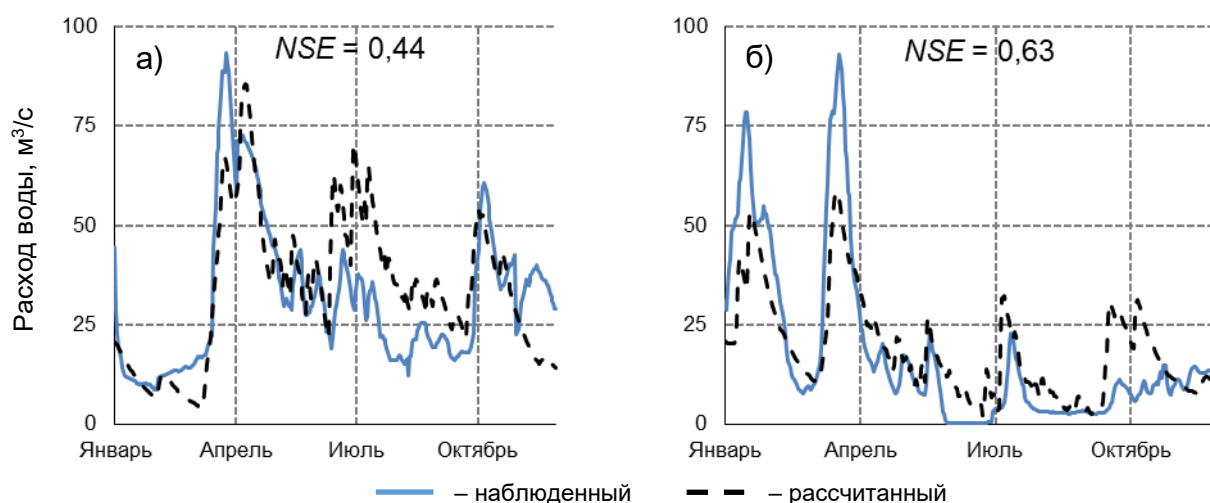 Расход воды, м³/с
а)
NSE = 0,44
100
75
50
25
0
Январь Апрель Июль Октябрь
б)
NSE = 0,63
100
75
50
25
0
Январь Апрель Июль Октябрь
– наблюденный – рассчитанный